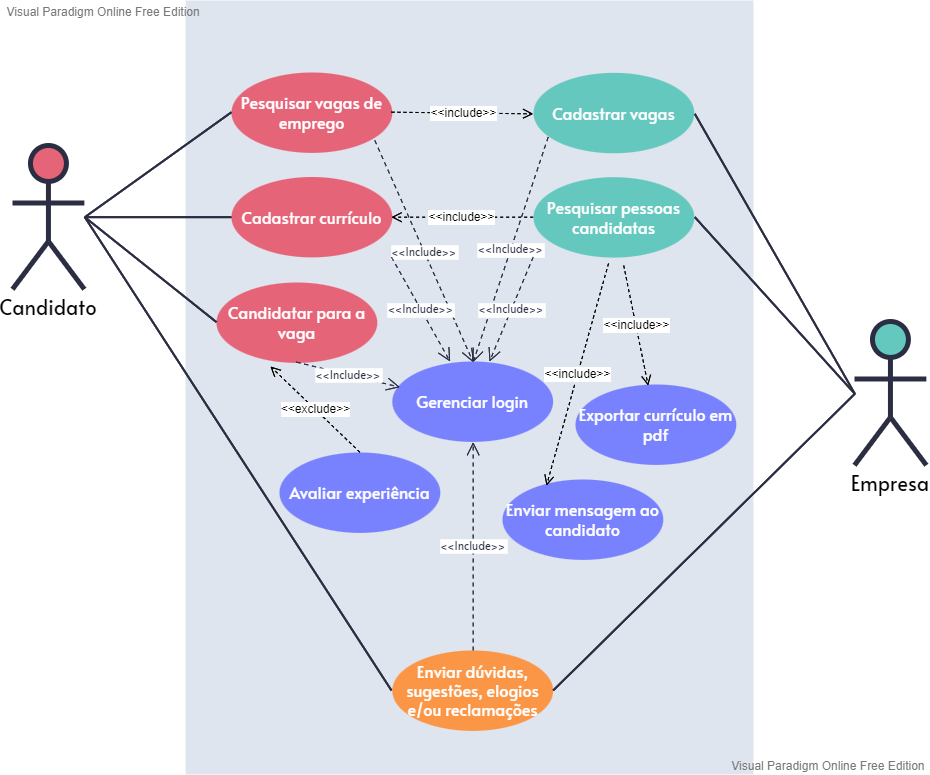 Visual Paradigm Online Free Edition
Pesquisar vagas de
emprego
<<include>>
Cadastrar vagas
Cadastrar currículo
<<include>>
Pesquisar pessoas
candidatas
<<Include>>
<<Include>>
Candidato
Candidatar para a
vaga
<<Include>>
<<Include>>
<<include>>
<<Include>>
<<include>>
<<exclude>>
Gerenciar login
Exportar currículo em
pdf
Empresa
Avaliar experiência
Enviar mensagem ao
candidato
<<Include>>
Enviar dúvidas,
sugestões, elogios
e/ou reclamações
Visual Paradigm Online Free Edition